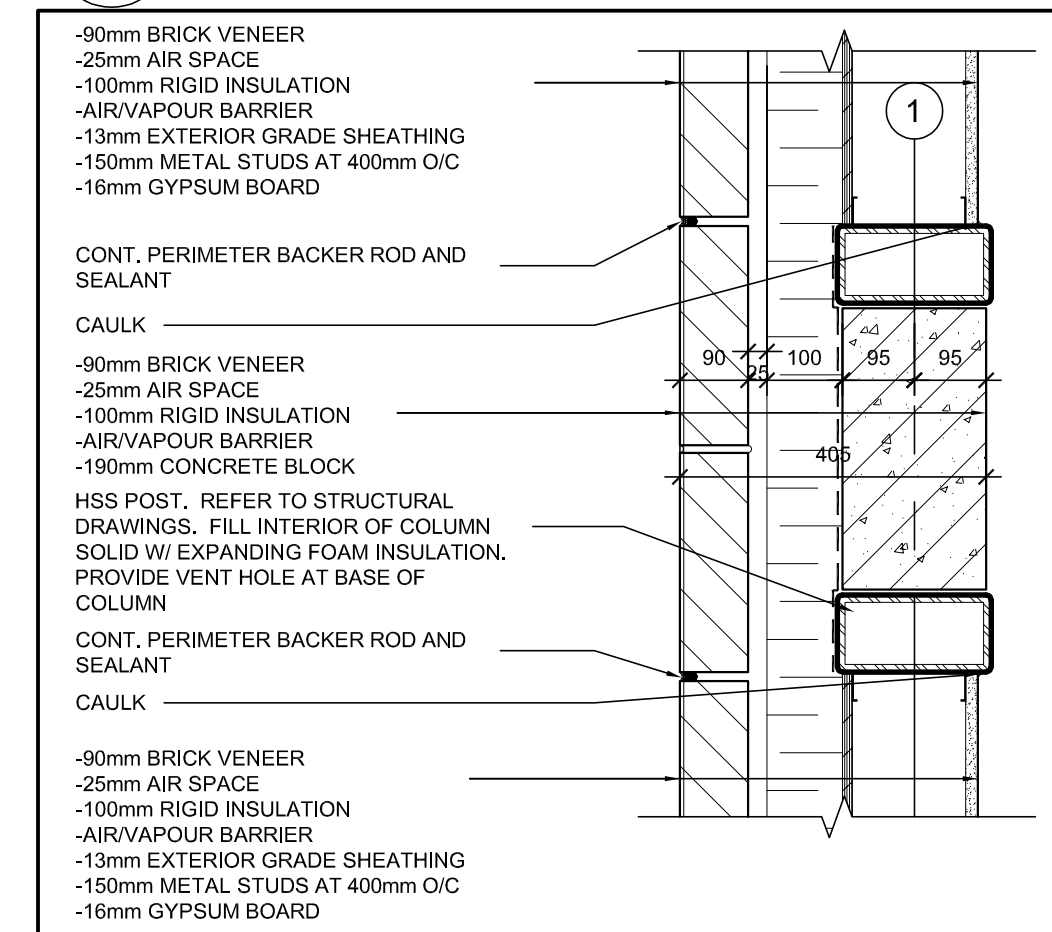 -90mm BRICK VENEER
-25mm AIR SPACE
-100mm RIGID INSULATION
-AIR/VAPOUR BARRIER
-13mm EXTERIOR GRADE SHEATHING
-150mm METAL STUDS AT 400mm O/C
-16mm GYPSUM BOARD
1
CONT. PERIMETER BACKER ROD AND
SEALANT
CAULK
-90mm BRICK VENEER
-25mm AIR SPACE
-100mm RIGID INSULATION
-AIR/VAPOUR BARRIER
-190mm CONCRETE BLOCK
90 25 100 95 95
405
HSS POST. REFER TO STRUCTURAL
DRAWINGS. FILL INTERIOR OF COLUMN
SOLID W/ EXPANDING FOAM INSULATION.
PROVIDE VENT HOLE AT BASE OF
COLUMN
CONT. PERIMETER BACKER ROD AND
SEALANT
CAULK
-90mm BRICK VENEER
-25mm AIR SPACE
-100mm RIGID INSULATION
-AIR/VAPOUR BARRIER
-13mm EXTERIOR GRADE SHEATHING
-150mm METAL STUDS AT 400mm O/C
-16mm GYPSUM BOARD